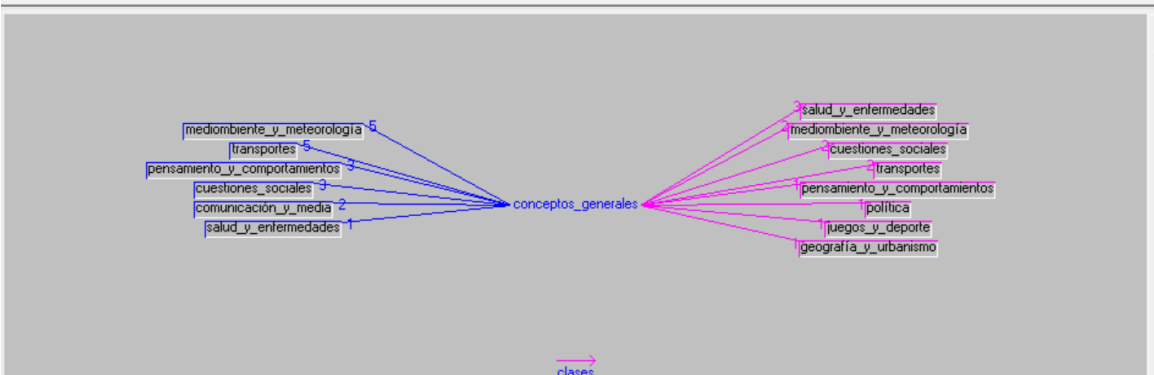 mediombiente_y_meteorología 5
transportes 5
pensamiento_y_comportamientos 3
cuestiones_sociales 3
comunicación_y_media 2
salud_y_enfermedades 1
conceptos_generales
3 salud_y_enfermedades
2 mediombiente_y_meteorología
2 cuestiones_sociales
2 transportes
1 pensamiento_y_comportamientos
1 política
1 juegos_y_deporte
1 geografía_y_urbanismo
clases